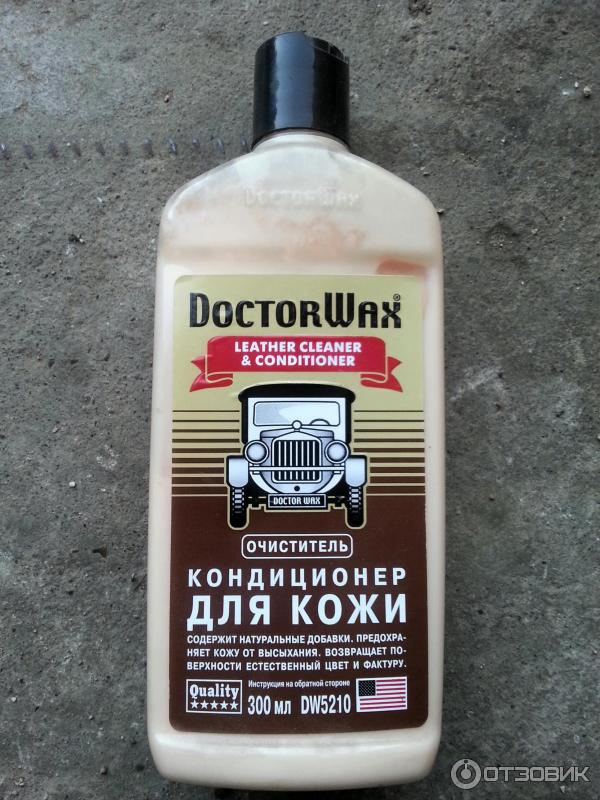 DOCTORWAX
DOCTORWAX®
LEATHER CLEANER
& CONDITIONER
DOCTOR WAX
ОЧИСТИТЕЛЬ
КОНДИЦИОНЕР
ДЛЯ КОЖИ
СОДЕРЖИТ НАТУРАЛЬНЫЕ ДОБАВКИ. ПРЕДОХРА-
НЯЕТ КОЖУ ОТ ВЫСЫХАНИЯ. ВОЗВРАЩАЕТ ПО-
ВЕРХНОСТИ ЕСТЕСТВЕННЫЙ ЦВЕТ И ФАКТУРУ.
Quality
★★★★★
Инструкция на обратной стороне
300 МЛ DW5210
ОТЗОВИК